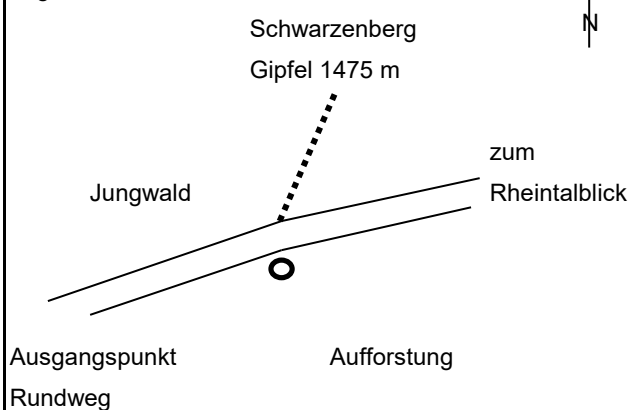 Schwarzenberg
Gipfel 1475 m
N
zum
Rheintalblick
Jungwald
Ausgangspunkt
Rundweg
Aufforstung